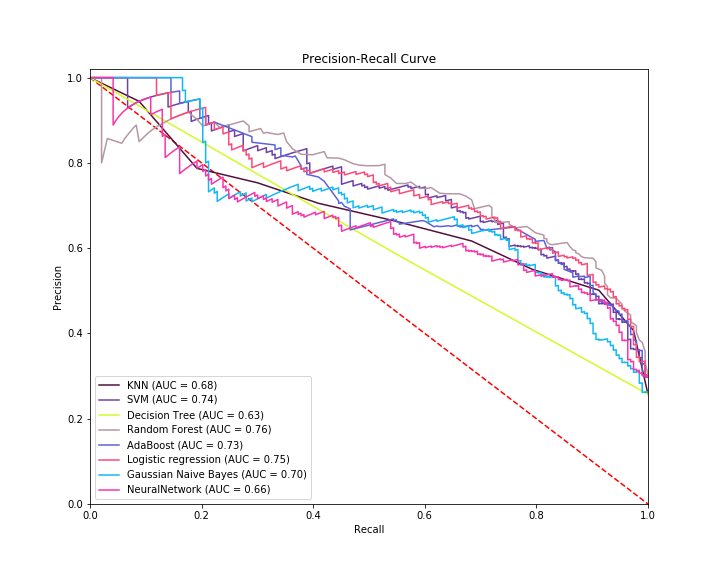 Precision-Recall Curve
1.0
0.8
0.6
0.4
0.2
0.0
Precision
KNN (AUC = 0.68)
SVM (AUC = 0.74)
Decision Tree (AUC = 0.63)
Random Forest (AUC = 0.76)
AdaBoost (AUC = 0.73)
Logistic regression (AUC = 0.75)
Gaussian Naive Bayes (AUC = 0.70)
NeuralNetwork (AUC = 0.66)
0.0 0.2 0.4 0.6 0.8 1.0
Recall